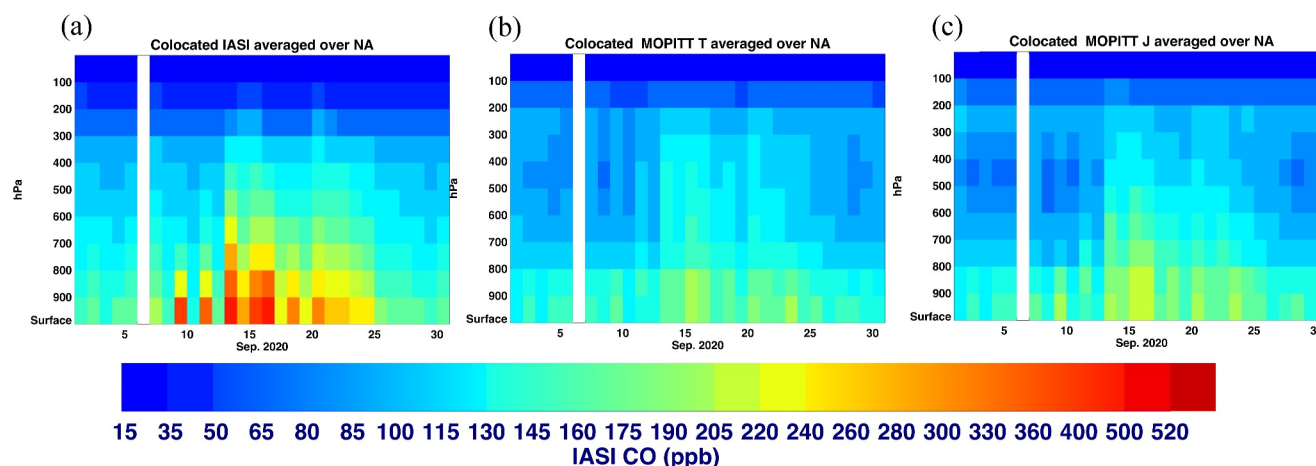 (a)
Colocated IASI averaged over NA
100
200
300
400
500
600
700
800
900
Surface
hPa
5 10 15 20 25 30
Sep. 2020
(b)
Colocated MOPITT T averaged over NA
100
200
300
400
500
600
700
800
900
Surface
hPa
5 10 15 20 25 30
Sep. 2020
(c)
Colocated MOPITT J averaged over NA
100
200
300
400
500
600
700
800
900
Surface
hPa
5 10 15 20 25 30
Sep. 2020
15 35 50 65 80 85 100 115 130 145 160 175 190 205 220 240 260 280 300 330 360 400 500 520
IASI CO (ppb)